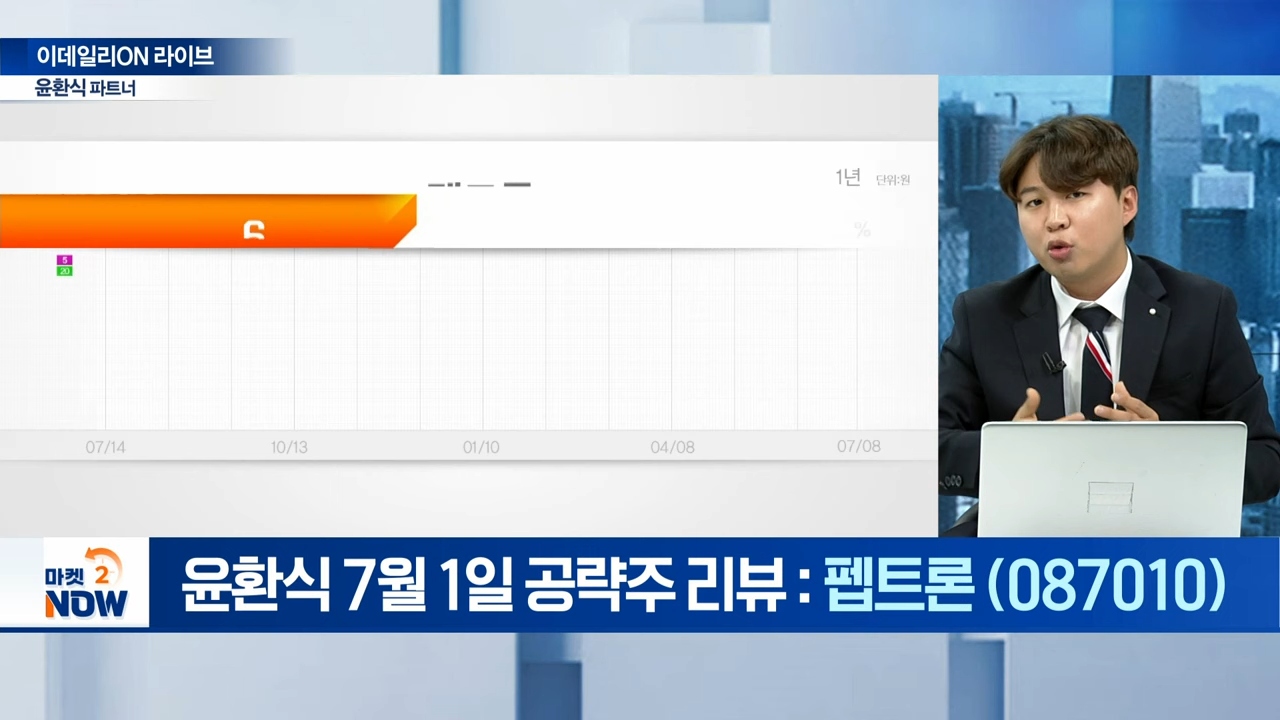 이데일리ON 라이브
윤환식 파트너
1년 단위:원
%
5
20
07/14 10/13 01/10 04/08 07/08
마켓 2
NOW
윤환식 7월 1일 공략주 리뷰 : 펩트론 (087010)